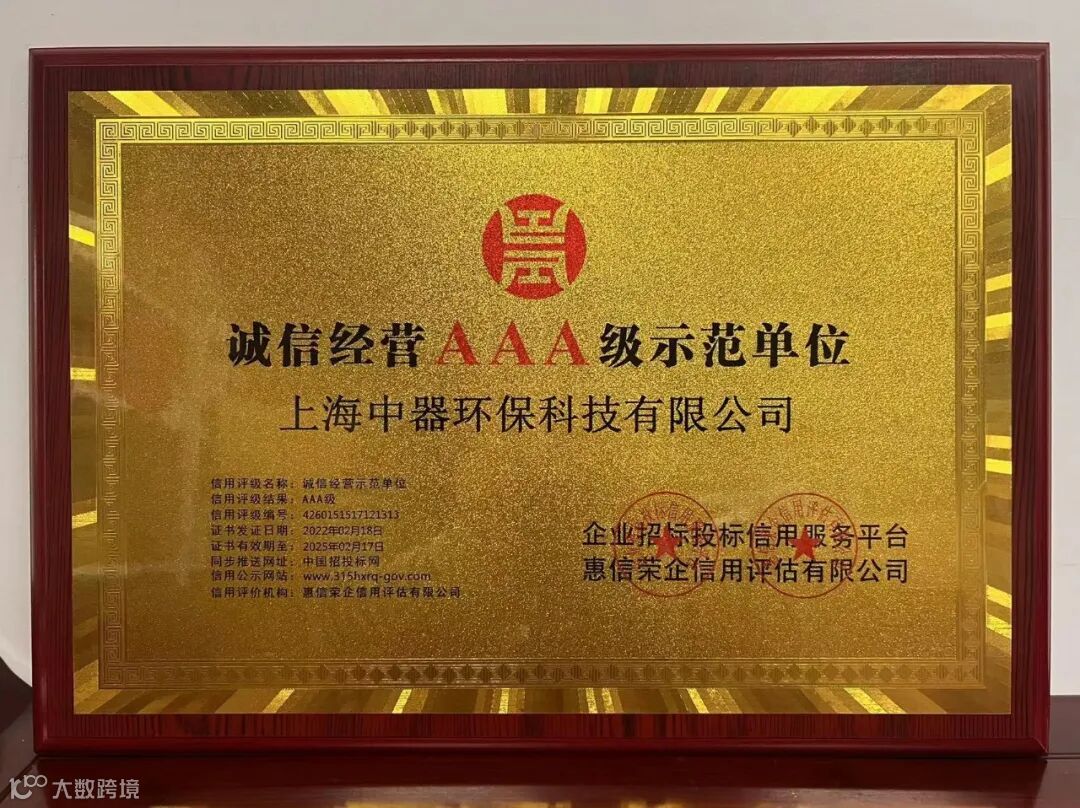 诚信经营AAA级示范单位
上海中器环保科技有限公司
信用评级名称：诚信经营示范单位
信用评级结果：AAA级
信用评级编号：4260151517121313
证书发证日期：2022年02月18日
证书有效期至：2025年02月17日
同步推送网址：中国招投标网
信用公示网站：www.315hxrq-gov.com
信用评价机构：惠信荣企信用评估有限公司
企业招标投标信用服务平台
惠信荣企信用评估有限公司
大数跨境